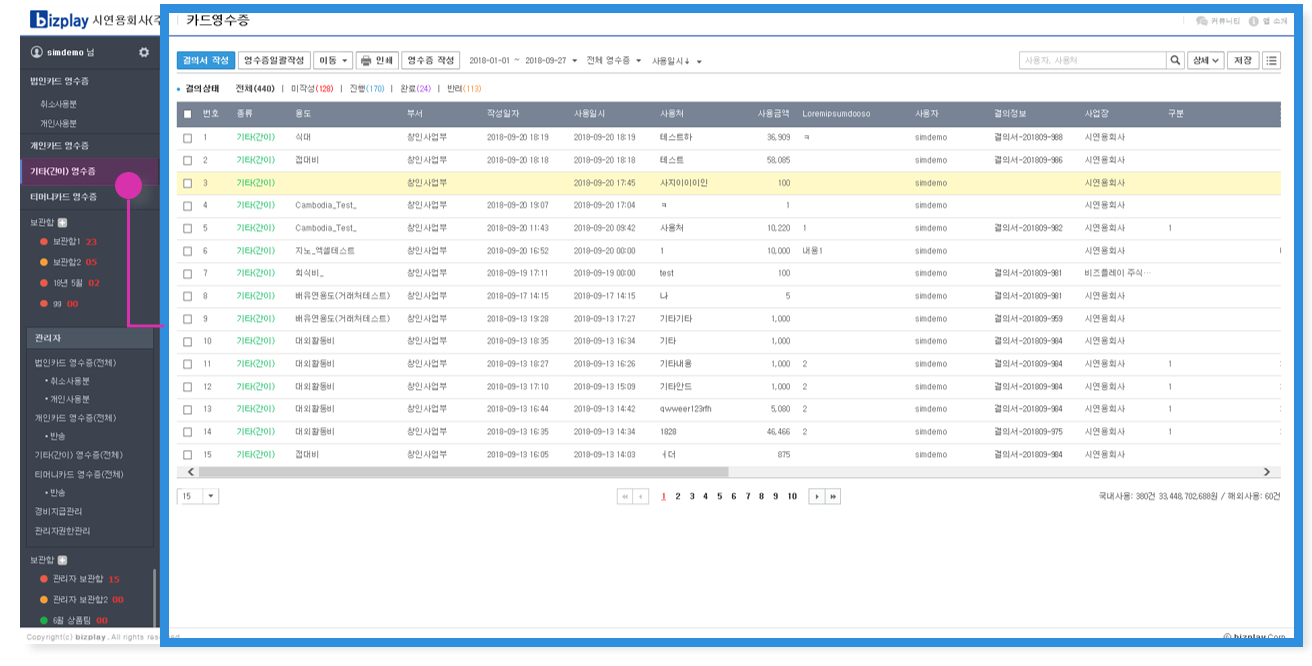 bizplay 시연용회사(주
simdemo 님
법인카드 영수증
취소사용분
개인사용분
개인카드 영수증
기타(간이) 영수증
티머니카드 영수증
보관함
보관함1 23
보관함2 05
18년 5월 02
99 00
관리자
법인카드 영수증(전체)
• 취소사용분
• 개인사용분
개인카드 영수증(전체)
• 반송
기타(간이) 영수증(전체)
티머니카드 영수증(전체)
• 반송
경비지급관리
관리자권한관리
보관함
관리자 보관함 15
관리자 보관함2 00
6월 상품팀 00
카드영수증
커뮤니티 앱 소개
결의서 작성 영수증일괄작성 이동 인쇄 영수증 작성 2018-01-01 ~ 2018-09-27 전체 영수증 사용일시↓ 사용자, 사용처 상세 저장
• 결의상태 전체(440) | 미작성(128) | 진행(170) | 완료(24) | 반려(113)
번호 종류 용도 부서 작성일자 사용일시 사용처 사용금액 Loremipsumdooso 사용자 결의정보 사업장 구분
1 기타(간이) 식대 창인사업부 2018-09-20 18:19 2018-09-20 18:19 테스트하 36,909 ㅋ simdemo 결의서-201809-988 시연용회사
2 기타(간이) 접대비 창인사업부 2018-09-20 18:18 2018-09-20 18:18 테스트 58,085 simdemo 결의서-201809-986 시연용회사
3 기타(간이) 창인사업부 2018-09-20 17:45 사지이이이인 100 simdemo 시연용회사
4 기타(간이) Cambodia_Test_ 창인사업부 2018-09-20 19:07 2018-09-20 17:04 ㅋ 1 simdemo 시연용회사
5 기타(간이) Cambodia_Test_ 창인사업부 2018-09-20 11:43 2018-09-20 09:42 사용처 10,220 1 simdemo 결의서-201809-982 시연용회사 1
6 기타(간이) 지노_엑셀테스트 창인사업부 2018-09-20 16:52 2018-09-20 00:00 1 10,000 내용1 simdemo 시연용회사
7 기타(간이) 회식비_ 창인사업부 2018-09-19 17:11 2018-09-19 00:00 test 100 simdemo 결의서-201809-981 비즈플레이 주식…
8 기타(간이) 배유연용도(거래처테스트) 창인사업부 2018-09-17 14:15 2018-09-17 14:15 나 5 simdemo 결의서-201809-981 시연용회사
9 기타(간이) 배유연용도(거래처테스트) 창인사업부 2018-09-13 19:28 2018-09-13 17:27 기타기타 1,000 simdemo 결의서-201809-959 시연용회사
10 기타(간이) 대외활동비 창인사업부 2018-09-13 18:35 2018-09-13 16:34 기타 1,000 simdemo 결의서-201809-984 시연용회사
11 기타(간이) 대외활동비 창인사업부 2018-09-13 18:27 2018-09-13 16:26 기타내용 1,000 2 simdemo 결의서-201809-984 시연용회사 1
12 기타(간이) 대외활동비 창인사업부 2018-09-13 17:10 2018-09-13 15:09 기타안드 1,000 2 simdemo 결의서-201809-984 시연용회사 1
13 기타(간이) 대외활동비 창인사업부 2018-09-13 16:44 2018-09-13 14:42 qwweer123rfh 5,080 2 simdemo 결의서-201809-984 시연용회사 1
14 기타(간이) 대외활동비 창인사업부 2018-09-13 16:35 2018-09-13 14:34 1828 46,466 2 simdemo 결의서-201809-975 시연용회사 1
15 기타(간이) 접대비 창인사업부 2018-09-13 16:05 2018-09-13 14:03 ㅓ더 875 simdemo 결의서-201809-984 시연용회사
15 1 2 3 4 5 6 7 8 9 10 국내사용: 380건 33,448,702,688원 / 해외사용: 60건
Copyright(c) bizplay. All rights reserved. © bizplay Corp